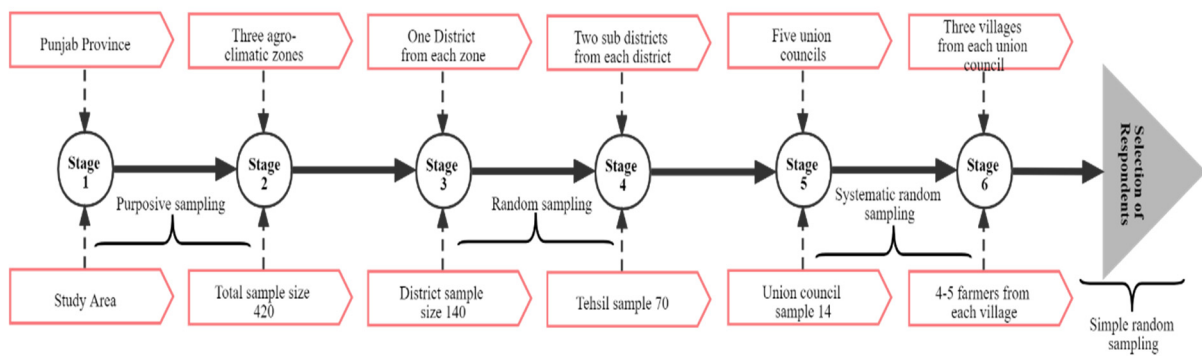 Punjab Province
Three agro-
climatic zones
One District
from each zone
Two sub districts
from each district
Five union
councils
Three villages
from each union
council
Stage
1
Stage
2
Stage
3
Stage
4
Stage
5
Stage
6
Selection of
Respondents
Purposive sampling
Random sampling
Systematic random
sampling
Study Area
Total sample size
420
District sample
size 140
Tehsil sample 70
Union council
sample 14
4-5 farmers from
each village
Simple random
sampling